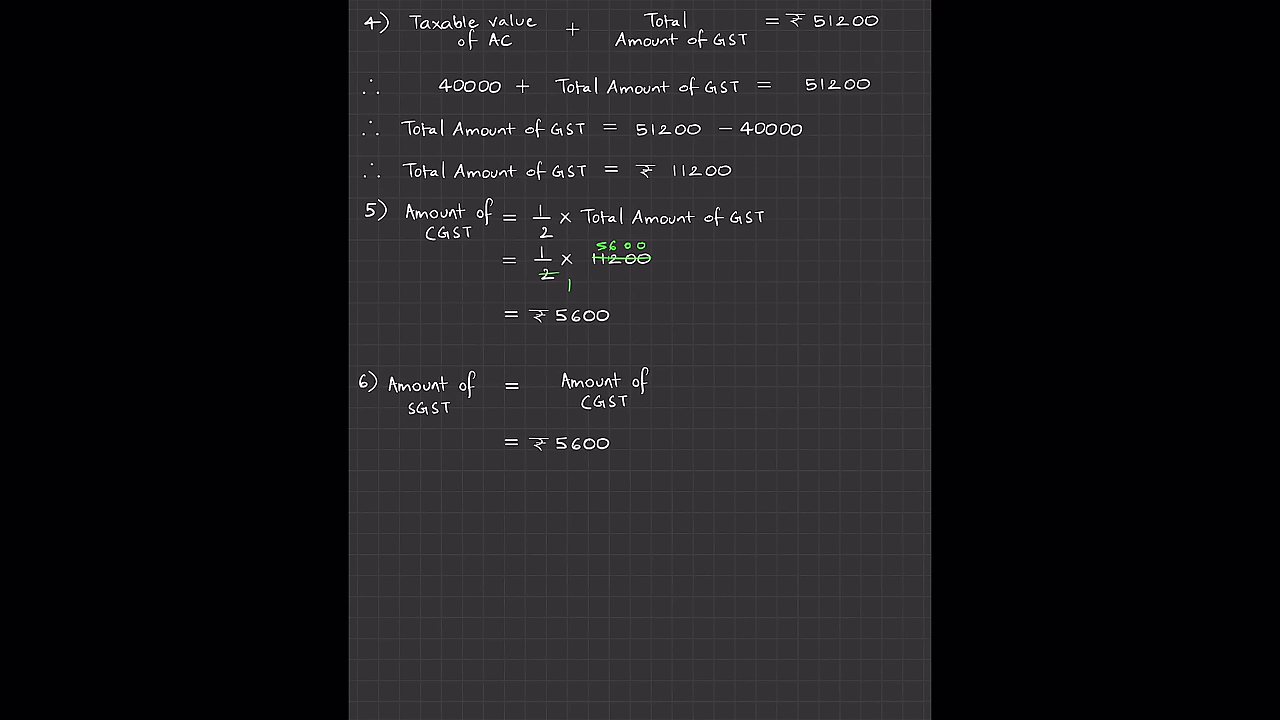 4) Taxable value of AC + Total Amount of GST = ₹ 51200
∴ 40000 + Total Amount of GST = 51200
∴ Total Amount of GST = 51200 - 40000
∴ Total Amount of GST = ₹ 11200
5) Amount of CGST = 1/2 × Total Amount of GST
5600
= 1/2 × 11200
1
= ₹ 5600
6) Amount of SGST = Amount of CGST
= ₹ 5600